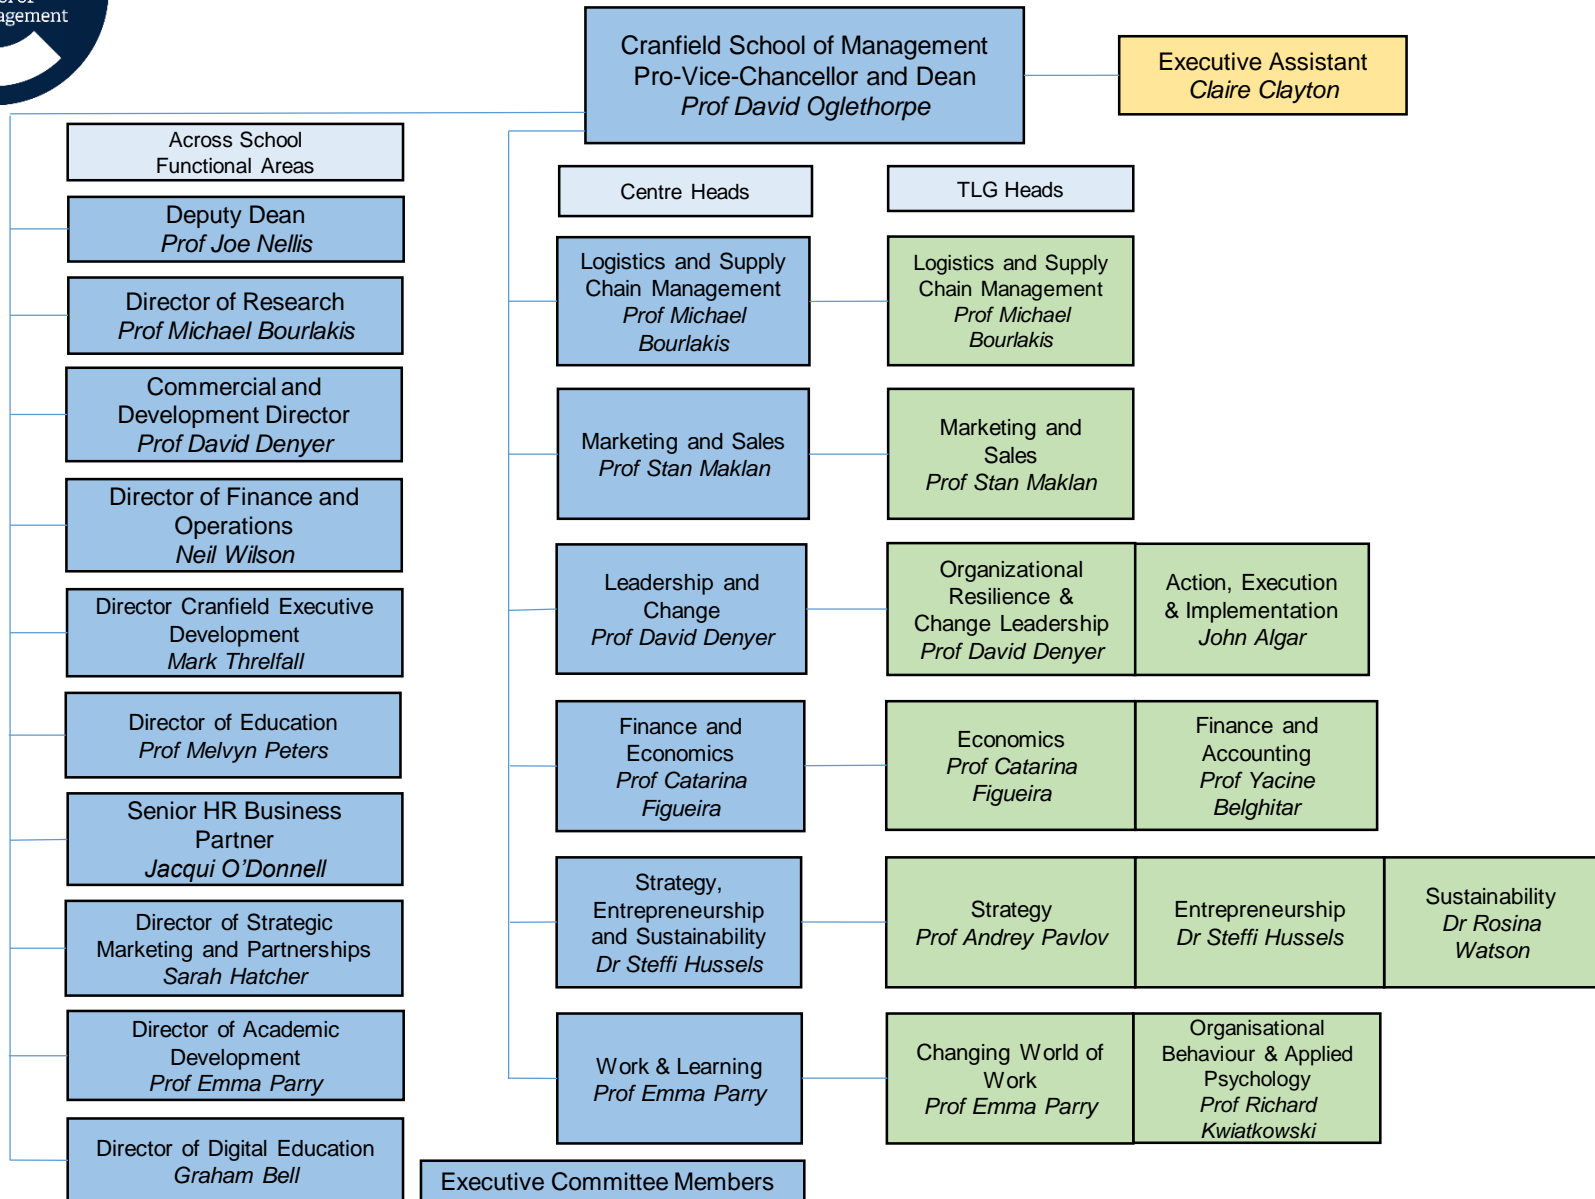 agement
Cranfield School of Management
Pro-Vice-Chancellor and Dean
Prof David Oglethorpe
Executive Assistant
Claire Clayton
Across School
Functional Areas
Deputy Dean
Prof Joe Nellis
Director of Research
Prof Michael Bourlakis
Commercial and
Development Director
Prof David Denyer
Director of Finance and
Operations
Neil Wilson
Director Cranfield Executive
Development
Mark Threlfall
Director of Education
Prof Melvyn Peters
Senior HR Business
Partner
Jacqui O’Donnell
Director of Strategic
Marketing and Partnerships
Sarah Hatcher
Director of Academic
Development
Prof Emma Parry
Director of Digital Education
Graham Bell
Centre Heads
TLG Heads
Logistics and Supply
Chain Management
Prof Michael
Bourlakis
Logistics and Supply
Chain Management
Prof Michael
Bourlakis
Marketing and Sales
Prof Stan Maklan
Marketing and
Sales
Prof Stan Maklan
Leadership and
Change
Prof David Denyer
Organizational
Resilience &
Change Leadership
Prof David Denyer
Action, Execution
& Implementation
John Algar
Finance and
Economics
Prof Catarina
Figueira
Economics
Prof Catarina
Figueira
Finance and
Accounting
Prof Yacine
Belghitar
Strategy,
Entrepreneurship
and Sustainability
Dr Steffi Hussels
Strategy
Prof Andrey Pavlov
Entrepreneurship
Dr Steffi Hussels
Sustainability
Dr Rosina
Watson
Work & Learning
Prof Emma Parry
Changing World of
Work
Prof Emma Parry
Organisational
Behaviour & Applied
Psychology
Prof Richard
Kwiatkowski
Executive Committee Members